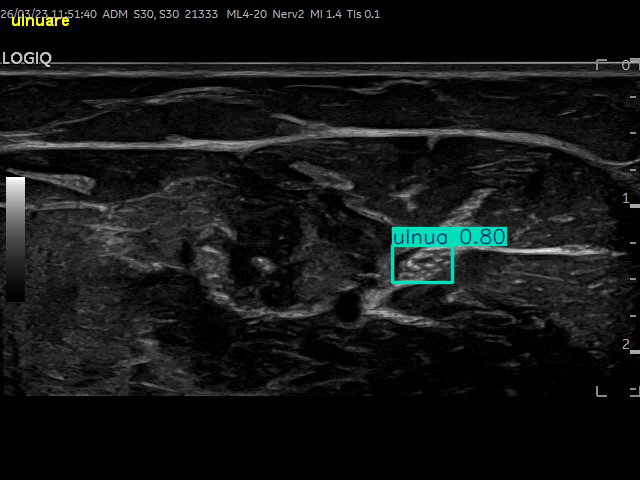 26/03/23 11:51:40 ADM S30, S30 21333 ML4-20 Nerv2 MI 1.4 TIs 0.1
ulnuare
LOGIQ
0
1
ulnua 0.80
2